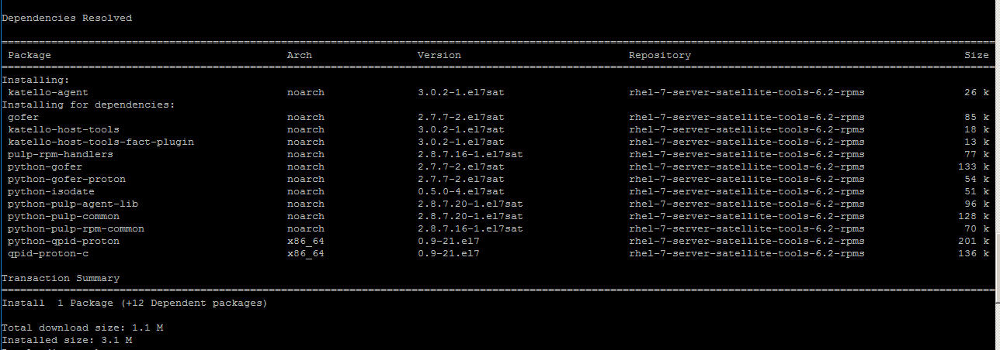 Dependencies Resolved
================================================================================
Package Arch Version Repository Size
================================================================================
Installing:
katello-agent noarch 3.0.2-1.el7sat rhel-7-server-satellite-tools-6.2-rpms 26 k
Installing for dependencies:
gofer noarch 2.7.7-2.el7sat rhel-7-server-satellite-tools-6.2-rpms 85 k
katello-host-tools noarch 3.0.2-1.el7sat rhel-7-server-satellite-tools-6.2-rpms 18 k
katello-host-tools-fact-plugin noarch 3.0.2-1.el7sat rhel-7-server-satellite-tools-6.2-rpms 13 k
pulp-rpm-handlers noarch 2.8.7.16-1.el7sat rhel-7-server-satellite-tools-6.2-rpms 77 k
python-gofer noarch 2.7.7-2.el7sat rhel-7-server-satellite-tools-6.2-rpms 133 k
python-gofer-proton noarch 2.7.7-2.el7sat rhel-7-server-satellite-tools-6.2-rpms 54 k
python-isodate noarch 0.5.0-4.el7sat rhel-7-server-satellite-tools-6.2-rpms 51 k
python-pulp-agent-lib noarch 2.8.7.20-1.el7sat rhel-7-server-satellite-tools-6.2-rpms 96 k
python-pulp-common noarch 2.8.7.20-1.el7sat rhel-7-server-satellite-tools-6.2-rpms 128 k
python-pulp-rpm-common noarch 2.8.7.16-1.el7sat rhel-7-server-satellite-tools-6.2-rpms 70 k
python-qpid-proton x86_64 0.9-21.el7 rhel-7-server-satellite-tools-6.2-rpms 201 k
qpid-proton-c x86_64 0.9-21.el7 rhel-7-server-satellite-tools-6.2-rpms 136 k
Transaction Summary
================================================================================
Install 1 Package (+12 Dependent packages)
Total download size: 1.1 M
Installed size: 3.1 M